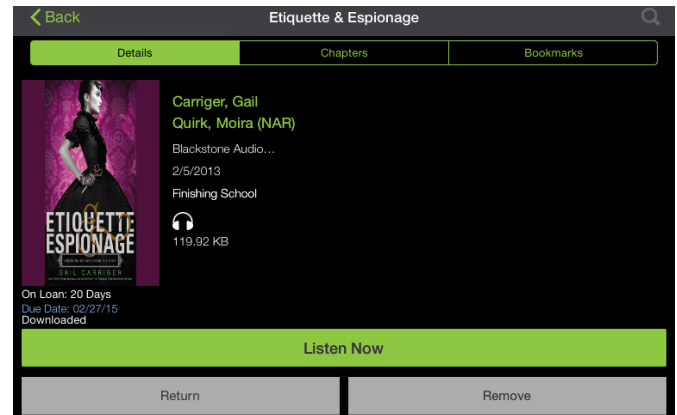 Back
Etiquette & Espionage
Details
Chapters
Bookmarks
Carriger, Gail
Quirk, Moira (NAR)
Blackstone Audio...
2/5/2013
Finishing School
119.92 KB
ETIQUETTE
ESPIONAGE
GAIL CARRIGER
On Loan: 20 Days
Due Date: 02/27/15
Downloaded
Listen Now
Return
Remove